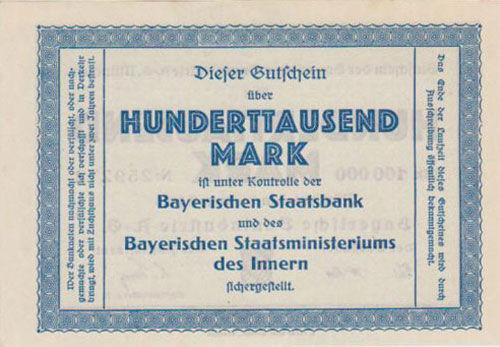 Wer Banknoten nachmacht oder verfälscht, oder nach-
gemachte oder verfälschte sich verschafft und in Verkehr
bringt, wird mit Zuchthaus nicht unter zwei Jahren bestraft.
Dieser Gutschein
über
HUNDERTTAUSEND
MARK
ist unter Kontrolle der
Bayerischen Staatsbank
und des
Bayerischen Staatsministeriums
des Innern
sichergestellt.
Das Ende der Laufzeit dieses Gutscheines wird durch
Ausschreibung öffentlich bekanntgemacht.